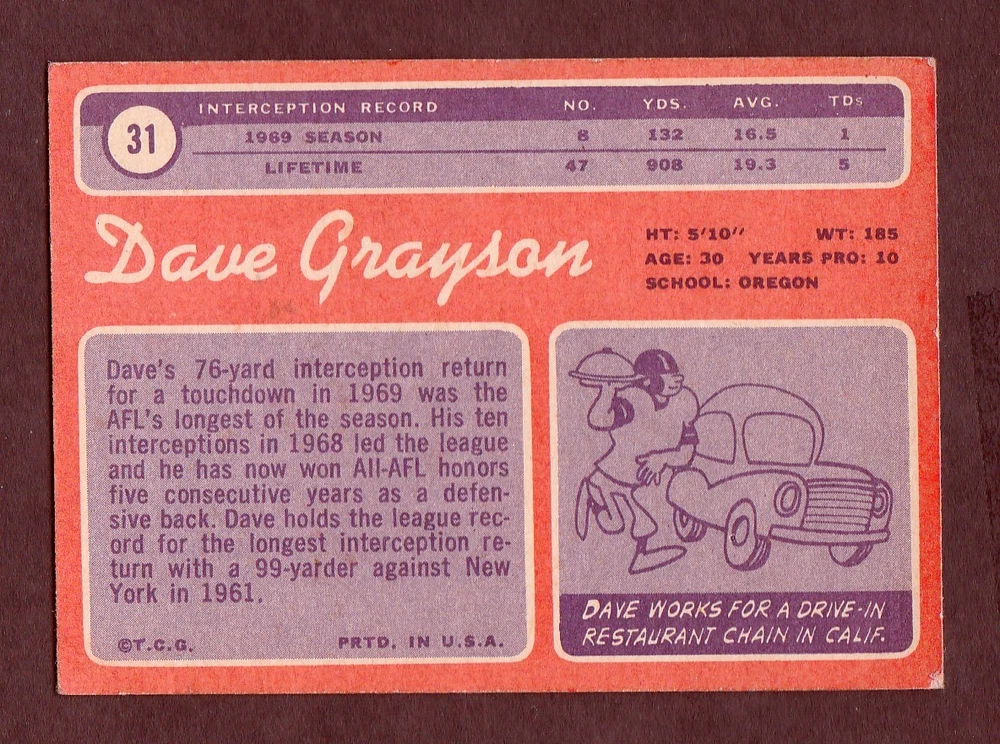 31
INTERCEPTION RECORD NO. YDS. AVG. TDs
1969 SEASON 8 132 16.5 1
LIFETIME 47 908 19.3 5
Dave Grayson
HT: 5'10" WT: 185
AGE: 30 YEARS PRO: 10
SCHOOL: OREGON
Dave's 76-yard interception return
for a touchdown in 1969 was the
AFL's longest of the season. His ten
interceptions in 1968 led the league
and he has now won All-AFL honors
five consecutive years as a defen-
sive back. Dave holds the league rec-
ord for the longest interception re-
turn with a 99-yarder against New
York in 1961.
©T.C.G. PRTD. IN U.S.A.
DAVE WORKS FOR A DRIVE-IN
RESTAURANT CHAIN IN CALIF.